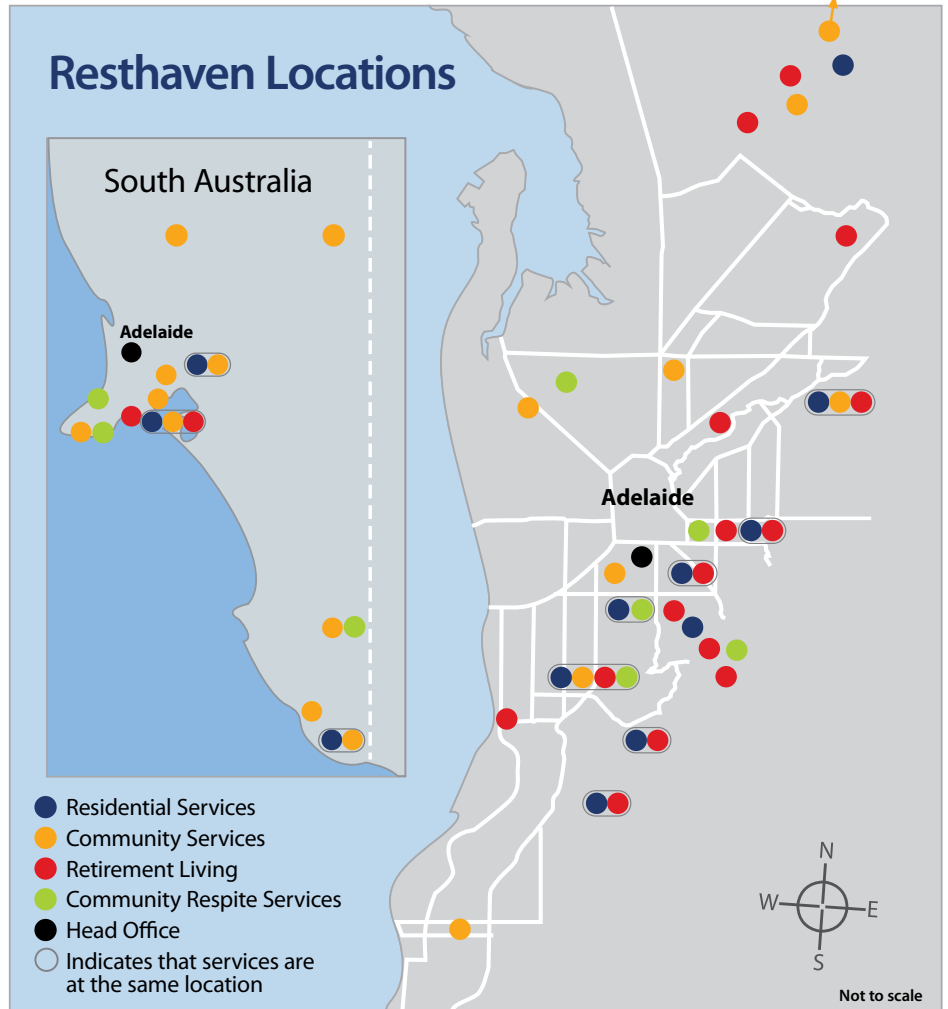 Resthaven Locations
South Australia
Adelaide
Adelaide
Residential Services
Community Services
Retirement Living
Community Respite Services
Head Office
Indicates that services are
at the same location
N
W
E
S
Not to scale